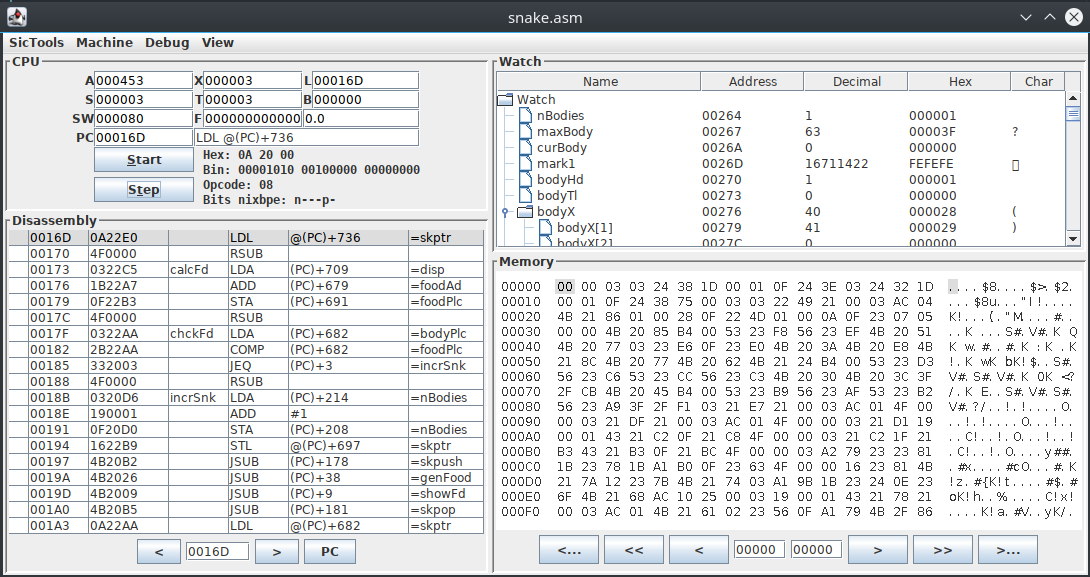 snake.asm
SicTools Machine Debug View
CPU
A 000453 X 000003 L 00016D
S 000003 T 000003 B 000000
SW 000080 F 000000000000 0.0
PC 00016D LDL @(PC)+736
Start
Step
Hex: 0A 20 00
Bin: 00001010 00100000 00000000
Opcode: 08
Bits nixbpe: n---p-
Disassembly
0016D 0A22E0 LDL @(PC)+736 =skptr
00170 4F0000 RSUB
00173 0322C5 calcFd LDA (PC)+709 =disp
00176 1B22A7 ADD (PC)+679 =foodAd
00179 0F22B3 STA (PC)+691 =foodPlc
0017C 4F0000 RSUB
0017F 0322AA chckFd LDA (PC)+682 =bodyPlc
00182 2B22AA COMP (PC)+682 =foodPlc
00185 332003 JEQ (PC)+3 =incrSnk
00188 4F0000 RSUB
0018B 0320D6 incrSnk LDA (PC)+214 =nBodies
0018E 190001 ADD #1
00191 0F20D0 STA (PC)+208 =nBodies
00194 1622B9 STL @(PC)+697 =skptr
00197 4B20B2 JSUB (PC)+178 =skpush
0019A 4B2026 JSUB (PC)+38 =genFood
0019D 4B2009 JSUB (PC)+9 =showFd
001A0 4B20B5 JSUB (PC)+181 =skpop
001A3 0A22AA LDL @(PC)+682 =skptr
< 0016D > PC
Watch
Name Address Decimal Hex Char
Watch
nBodies 00264 1 000001
maxBody 00267 63 00003F ?
curBody 0026A 0 000000
mark1 0026D 16711422 FEFEFE
bodyHd 00270 1 000001
bodyTl 00273 0 000000
bodyX 00276 40 000028 (
bodyX[1] 00279 41 000029 )
bodyX[2] 0027C 0 000000
Memory
00000 00 00 03 03 24 38 1D 00 01 0F 24 3E 03 24 32 1D . . . . $8. . . . $>. $2.
00010 00 01 0F 24 38 75 00 00 03 03 22 49 21 00 03 AC 04
00020 4B 21 86 01 00 28 0F 22 4D 01 00 0A 0F 23 07 05
00030 00 00 4B 20 85 B4 00 53 23 F8 56 23 EF 4B 20 51
00040 4B 20 77 03 23 E6 0F 23 E0 4B 20 3A 4B 20 E8 4B
00050 21 8C 4B 20 77 4B 20 62 4B 21 24 B4 00 53 23 D3
00060 56 23 C6 53 23 CC 56 23 C3 4B 20 30 4B 20 3C 3F
00070 2F CB 4B 20 45 B4 00 53 23 B9 56 23 AF 53 23 B2
00080 56 23 A9 3F 2F F1 03 21 E7 21 00 03 AC 01 4F 00
00090 00 03 21 DF 21 00 03 AC 01 4F 00 00 03 21 D1 19
000A0 00 01 43 21 C2 0F 21 C8 4F 00 00 03 21 C2 1F 21
000B0 B3 43 21 B3 0F 21 BC 4F 00 00 03 A2 79 23 23 81
000C0 1B 23 78 1B A1 B0 0F 23 63 4F 00 00 16 23 81 4B
000D0 21 7A 12 23 7B 4B 21 74 03 A1 9B 1B 23 24 0E 23
000E0 6F 4B 21 68 AC 10 25 00 03 19 00 01 43 21 78 21
000F0 00 03 AC 01 4B 21 61 02 23 56 0F A1 79 4B 2F 86
<... << < 00000 00000 > >> >...